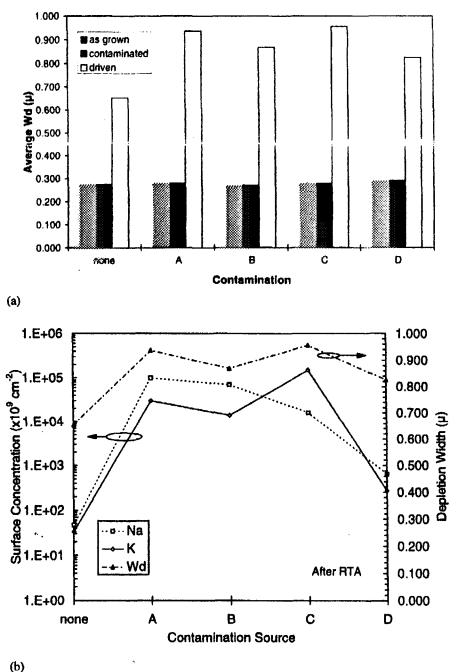 1.000
0.900
0.800
0.700
0.600
0.500
0.400
0.300
0.200
0.100
0.000
Average Wd (µ)
as grown
contaminated
driven
none A B C D
Contamination
(a)
1.E+06
1.E+05
1.E+04
1.E+03
1.E+02
1.E+01
1.E+00
Surface Concentration (x10⁹ cm⁻²)
1.000
0.900
0.800
0.700
0.600
0.500
0.400
0.300
0.200
0.100
0.000
Depletion Width (µ)
Na
K
Wd
After RTA
none A B C D
Contamination Source
(b)